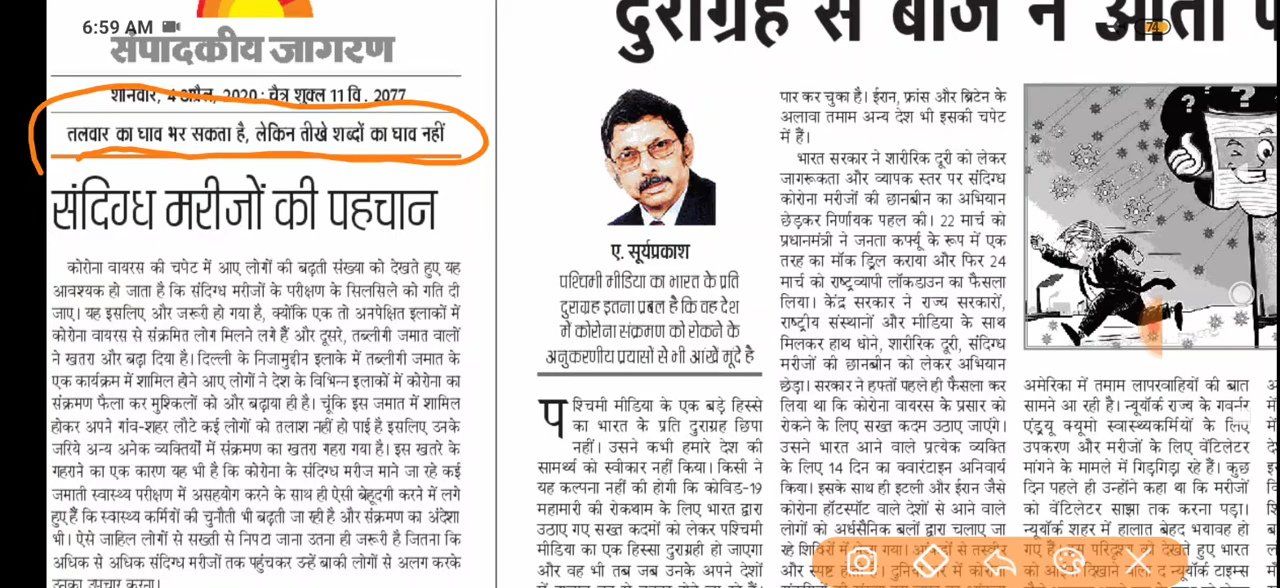 6:59 AM
74
संपादकीय जागरण
शनिवार, 4 अप्रैल, 2020: चैत्र शुक्ल 11 वि. 2077
तलवार का घाव भर सकता है, लेकिन तीखे शब्दों का घाव नहीं
संदिग्ध मरीजों की पहचान
कोरोना वायरस की चपेट में आए लोगों की बढ़ती संख्या को देखते हुए यह
आवश्यक हो जाता है कि संदिग्ध मरीजों के परीक्षण के सिलसिले को गति दी
जाए। यह इसलिए और जरूरी हो गया है, क्योंकि एक तो अनपेक्षित इलाकों में
कोरोना वायरस से संक्रमित लोग मिलने लगे हैं और दूसरे, तब्लीगी जमात वालों
ने खतरा और बढ़ा दिया है। दिल्ली के निजामुद्दीन इलाके में तब्लीगी जमात के
एक कार्यक्रम में शामिल होने आए लोगों ने देश के विभिन्न इलाकों में कोरोना का
संक्रमण फैला कर मुश्किलों को और बढ़ाया ही है। चूंकि इस जमात में शामिल
होकर अपने गांव-शहर लौटे कई लोगों की तलाश नहीं हो पाई है इसलिए उनके
जरिये अन्य अनेक व्यक्तियों में संक्रमण का खतरा गहरा गया है। इस खतरे के
गहराने का एक कारण यह भी है कि कोरोना के संदिग्ध मरीज माने जा रहे कई
जमाती स्वास्थ्य परीक्षण में असहयोग करने के साथ ही ऐसी बेहूदगी करने में लगे
हुए हैं कि स्वास्थ्य कर्मियों की चुनौती भी बढ़ती जा रही है और संक्रमण का अंदेशा
भी। ऐसे जाहिल लोगों से सख्ती से निपटा जाना उतना ही जरूरी है जितना कि
अधिक से अधिक संदिग्ध मरीजों तक पहुंचकर उन्हें बाकी लोगों से अलग करके
उनका उपचार करना।
दुराग्रह से बाज न आता
ए. सूर्यप्रकाश
पश्चिमी मीडिया का भारत के प्रति
दुराग्रह इतना प्रबल है कि वह देश
में कोरोना संक्रमण को रोकने के
अनुकरणीय प्रयासों से भी आंखें मूंदे है
पश्चिमी मीडिया के एक बड़े हिस्से
का भारत के प्रति दुराग्रह छिपा
नहीं। उसने कभी हमारे देश की
सामर्थ्य को स्वीकार नहीं किया। किसी ने
यह कल्पना नहीं की होगी कि कोविड-19
महामारी की रोकथाम के लिए भारत द्वारा
उठाए गए सख्त कदमों को लेकर पश्चिमी
मीडिया का एक हिस्सा दुराग्रही हो जाएगा
और वह भी तब जब उनके अपने देशों
पार कर चुका है। ईरान, फ्रांस और ब्रिटेन के
अलावा तमाम अन्य देश भी इसकी चपेट
में हैं।
भारत सरकार ने शारीरिक दूरी को लेकर
जागरूकता और व्यापक स्तर पर संदिग्ध
कोरोना मरीजों की छानबीन का अभियान
छेड़कर निर्णायक पहल की। 22 मार्च को
प्रधानमंत्री ने जनता कर्फ्यू के रूप में एक
तरह का मॉक ड्रिल कराया और फिर 24
मार्च को राष्ट्रव्यापी लॉकडाउन का फैसला
लिया। केंद्र सरकार ने राज्य सरकारों,
राष्ट्रीय संस्थानों और मीडिया के साथ
मिलकर हाथ धोने, शारीरिक दूरी, संदिग्ध
मरीजों की छानबीन को लेकर अभियान
छेड़ा। सरकार ने हफ्तों पहले ही फैसला कर
लिया था कि कोरोना वायरस के प्रसार को
रोकने के लिए सख्त कदम उठाए जाएंगे।
उसने भारत आने वाले प्रत्येक व्यक्ति
के लिए 14 दिन का क्वारंटाइन अनिवार्य
किया। इसके साथ ही इटली और ईरान जैसे
कोरोना हॉटस्पॉट वाले देशों से आने वाले
लोगों को अर्धसैनिक बलों द्वारा चलाए जा
रहे शिविरों में गया।
और स्पष्ट
? ?
अमेरिका में तमाम लापरवाहियों की बात
सामने आ रही है। न्यूयॉर्क राज्य के गवर्नर
एंड्रयू क्यूमो स्वास्थ्यकर्मियों के लिए
उपकरण और मरीजों के लिए वेंटिलेटर
मांगने के मामले में गिड़गिड़ा रहे हैं। कुछ
दिन पहले ही उन्होंने कहा था कि मरीजों
को वेंटिलेटर साझा तक करना पड़ा।
न्यूयॉर्क शहर में हालात बेहद भयावह हो
गए हैं। देखते हुए भारत
को न्यूयॉर्क टाइम्स